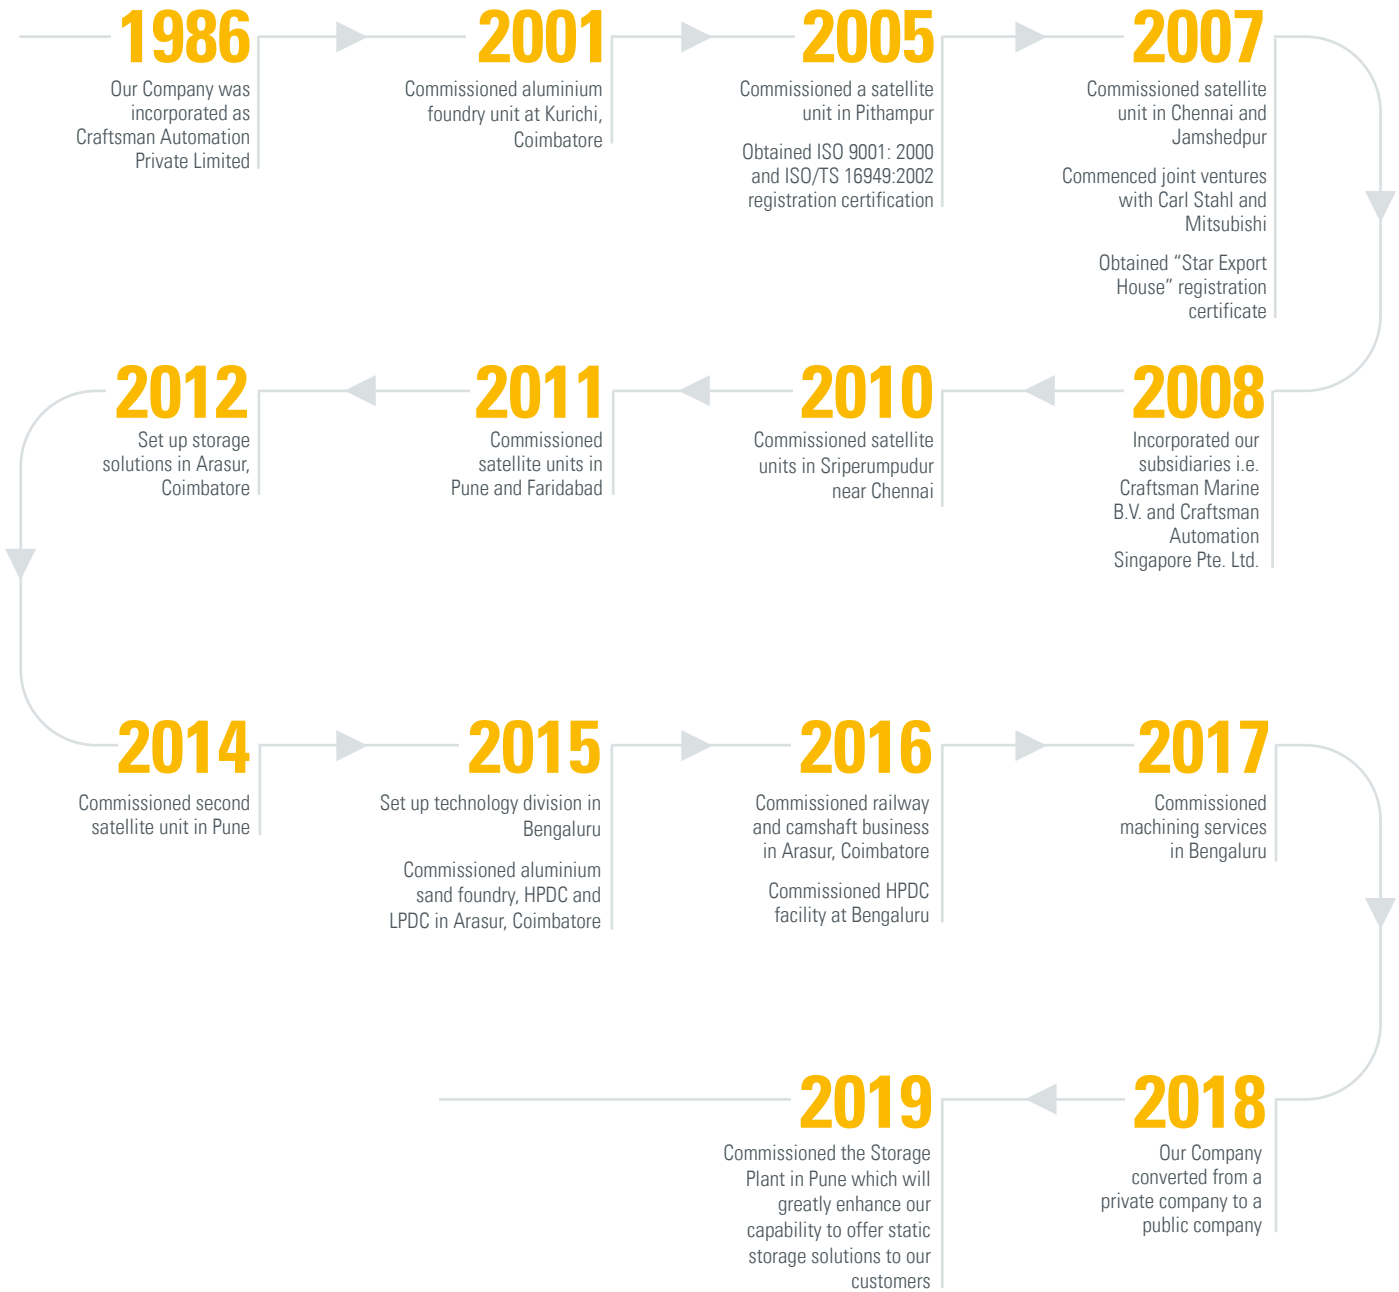 1986
Our Company was
incorporated as
Craftsman Automation
Private Limited
2001
Commissioned aluminium
foundry unit at Kurichi,
Coimbatore
2005
Commissioned a satellite
unit in Pithampur
Obtained ISO 9001: 2000
and ISO/TS 16949:2002
registration certification
2007
Commissioned satellite
unit in Chennai and
Jamshedpur
Commenced joint ventures
with Carl Stahl and
Mitsubishi
Obtained “Star Export
House” registration
certificate
2008
Incorporated our
subsidiaries i.e.
Craftsman Marine
B.V. and Craftsman
Automation
Singapore Pte. Ltd.
2010
Commissioned satellite
units in Sriperumpudur
near Chennai
2011
Commissioned
satellite units in
Pune and Faridabad
2012
Set up storage
solutions in Arasur,
Coimbatore
2014
Commissioned second
satellite unit in Pune
2015
Set up technology division in
Bengaluru
Commissioned aluminium
sand foundry, HPDC and
LPDC in Arasur, Coimbatore
2016
Commissioned railway
and camshaft business
in Arasur, Coimbatore
Commissioned HPDC
facility at Bengaluru
2017
Commissioned
machining services
in Bengaluru
2018
Our Company
converted from a
private company to a
public company
2019
Commissioned the Storage
Plant in Pune which will
greatly enhance our
capability to offer static
storage solutions to our
customers